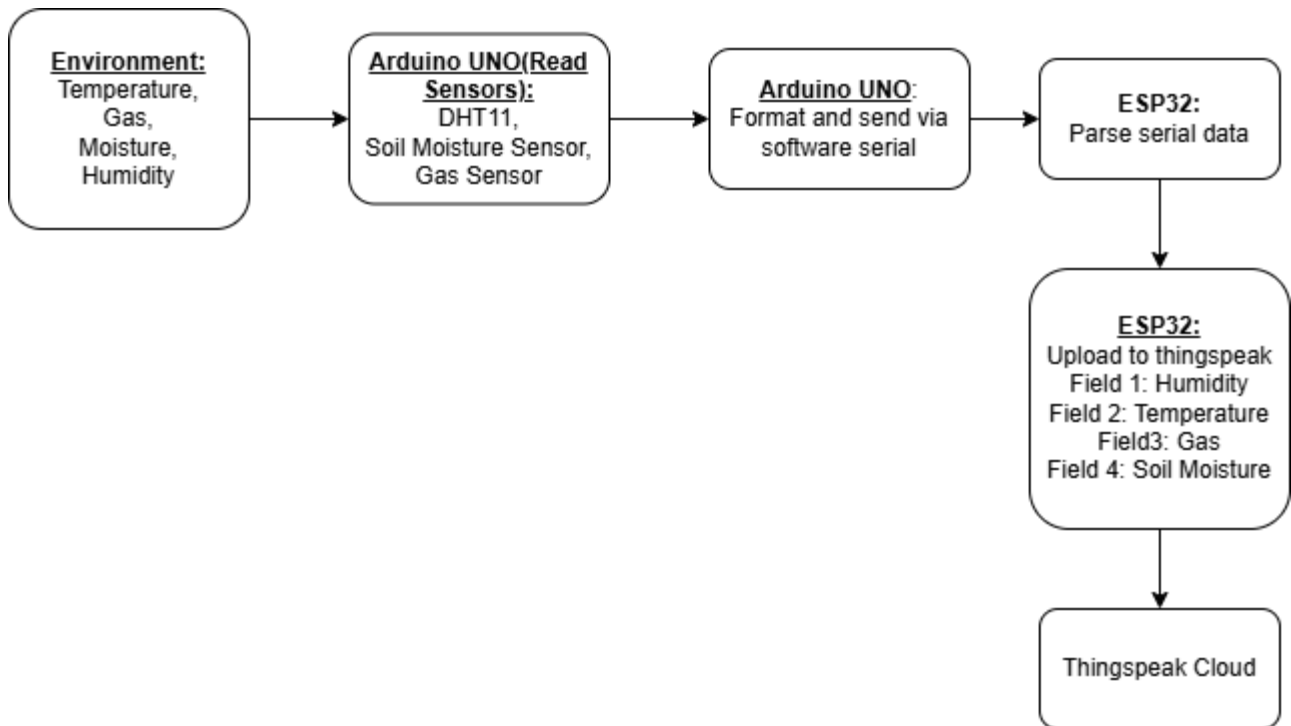 Environment:
Temperature,
Gas,
Moisture,
Humidity
Arduino UNO(Read
Sensors):
DHT11,
Soil Moisture Sensor,
Gas Sensor
Arduino UNO:
Format and send via
software serial
ESP32:
Parse serial data
ESP32:
Upload to thingspeak
Field 1: Humidity
Field 2: Temperature
Field3: Gas
Field 4: Soil Moisture
Thingspeak Cloud